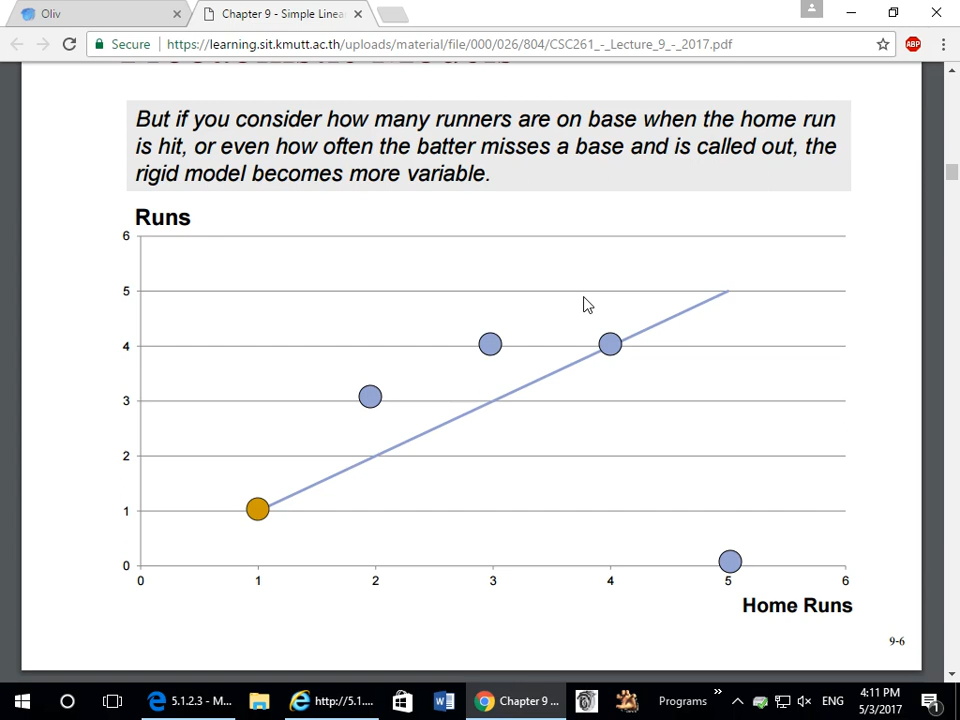 Oliv
Chapter 9 - Simple Linea
Secure
https://learning.sit.kmutt.ac.th/uploads/material/file/000/026/804/CSC261_-_Lecture_9_-_2017.pdf
ABP
But if you consider how many runners are on base when the home run
is hit, or even how often the batter misses a base and is called out, the
rigid model becomes more variable.
Runs
6
5
4
3
2
1
0
0 1 2 3 4 5 6
Home Runs
9-6
5.1.2.3 - M...
http://5.1....
Chapter 9 ...
Programs
ENG
4:11 PM
5/3/2017
1